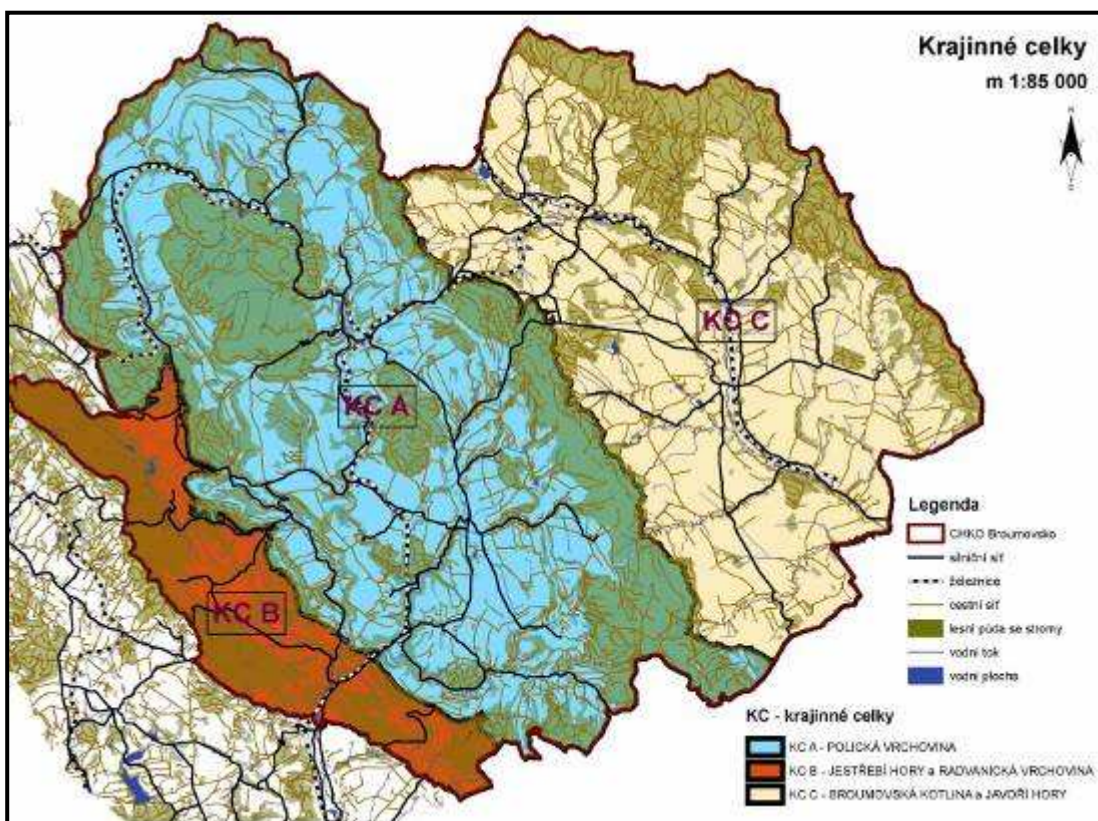 Krajinné celky
m 1:85 000
KC C
KC A
KC B
Legenda
CHKO Broumovsko
silniční síť
železnice
cestní síť
lesní půda se stromy
vodní tok
vodní plocha
KC - krajinné celky
KC A - POLICKÁ VRCHOVINA
KC B - JESTŘEBÍ HORY a RADVANICKÁ VRCHOVINA
KC C - BROUMOVSKÁ KOTLINA a JAVOŘÍ HORY